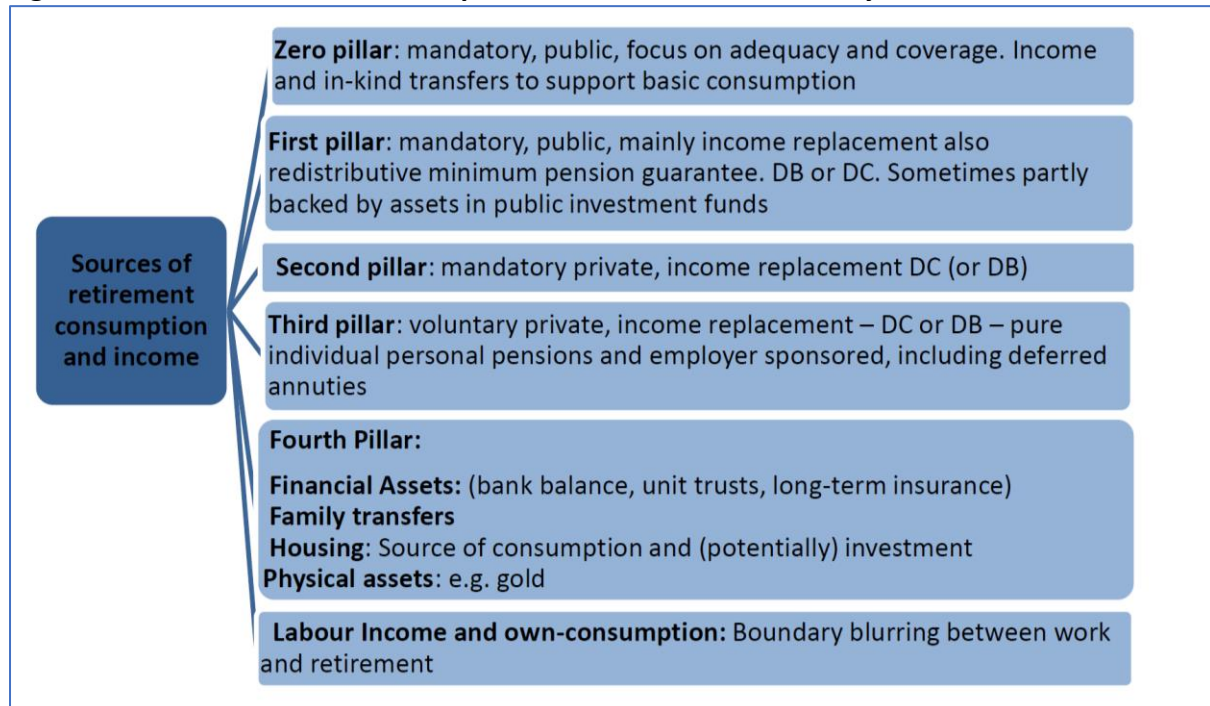 Zero pillar: mandatory, public, focus on adequacy and coverage. Income
and in-kind transfers to support basic consumption
First pillar: mandatory, public, mainly income replacement also
redistributive minimum pension guarantee. DB or DC. Sometimes partly
backed by assets in public investment funds
Sources of
retirement
consumption
and income
Second pillar: mandatory private, income replacement DC (or DB)
Third pillar: voluntary private, income replacement – DC or DB – pure
individual personal pensions and employer sponsored, including deferred
annuties
Fourth Pillar:
Financial Assets: (bank balance, unit trusts, long-term insurance)
Family transfers
Housing: Source of consumption and (potentially) investment
Physical assets: e.g. gold
Labour Income and own-consumption: Boundary blurring between work
and retirement